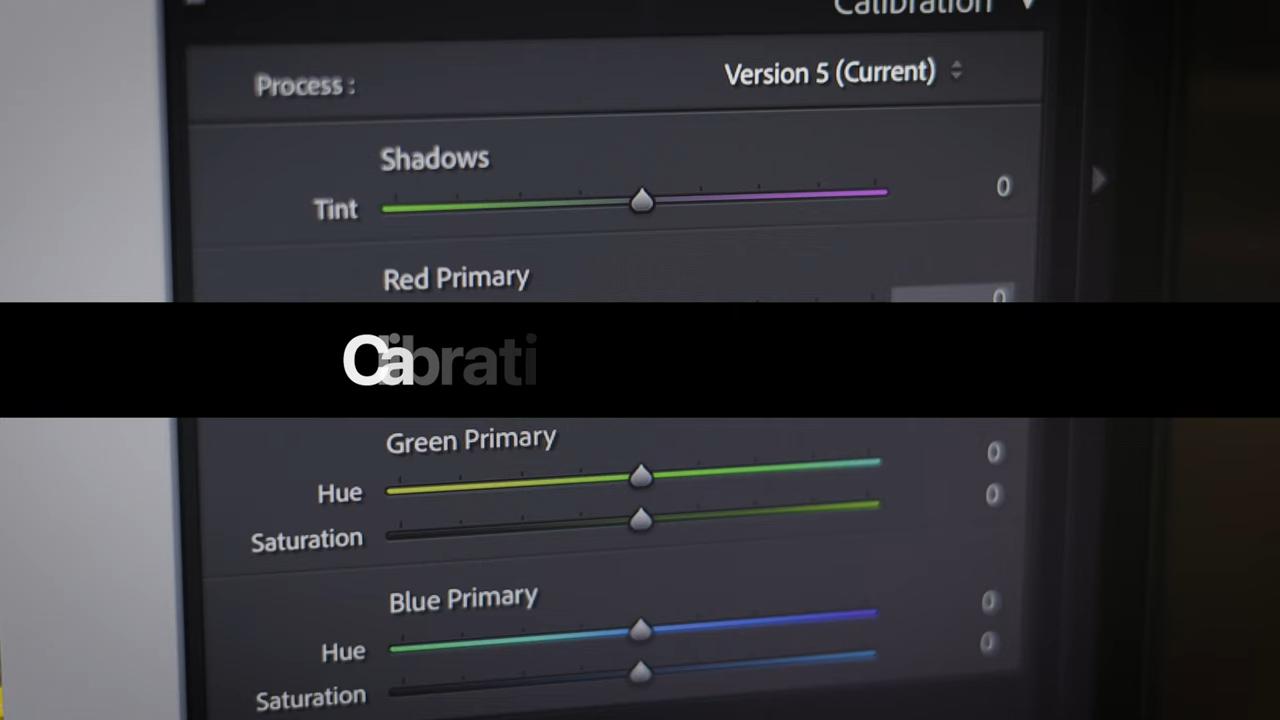 Calibration
Process :
Version 5 (Current)
Shadows
Tint
0
Red Primary
0
Calibrati
Green Primary
Hue
0
Saturation
0
Blue Primary
Hue
0
Saturation
0